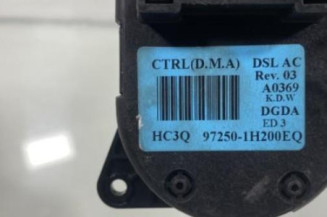 CTRL(D.M.A) DSL AC
Rev. 03
A0369
K.D.W
DGDA
ED 3
HC3Q 97250-1H200EQ